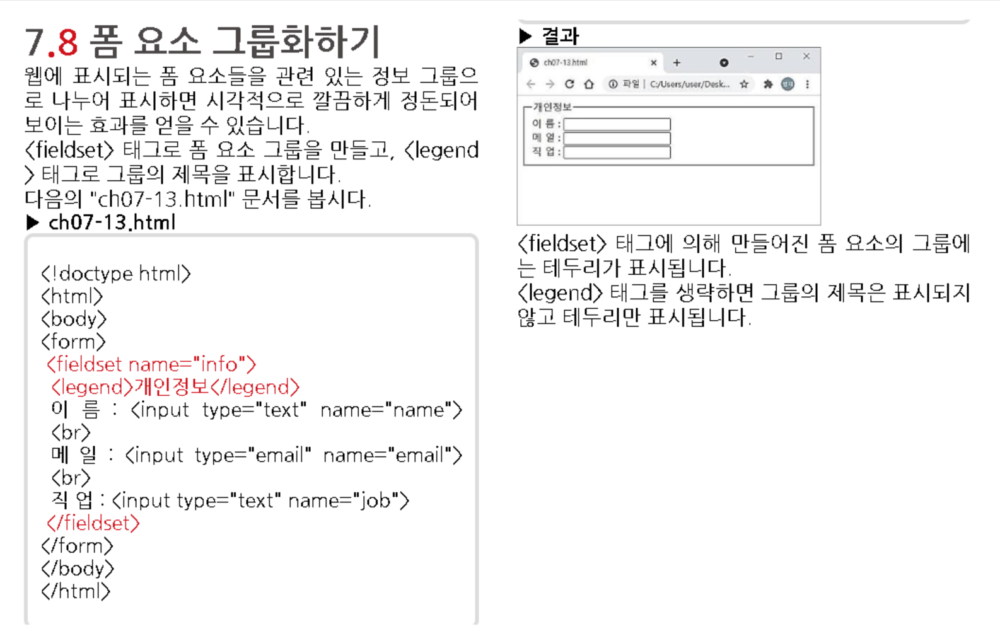 7.8 폼 요소 그룹화하기
웹에 표시되는 폼 요소들을 관련 있는 정보 그룹으
로 나누어 표시하면 시각적으로 깔끔하게 정돈되어
보이는 효과를 얻을 수 있습니다.
<fieldset> 태그로 폼 요소 그룹을 만들고, <legend
> 태그로 그룹의 제목을 표시합니다.
다음의 "ch07-13.html" 문서를 봅시다.
▶ ch07-13.html
<!doctype html>
<html>
<body>
<form>
<fieldset name="info">
<legend>개인정보</legend>
이 름 : <input type="text" name="name">
<br>
메 일 : <input type="email" name="email">
<br>
직 업 : <input type="text" name="job">
</fieldset>
</form>
</body>
</html>
▶ 결과
ch07-13.html
파일 | C:/Users/user/Desk...
개인정보
이 름 :
메 일 :
직 업 :
<fieldset> 태그에 의해 만들어진 폼 요소의 그룹에
는 테두리가 표시됩니다.
<legend> 태그를 생략하면 그룹의 제목은 표시되지
않고 테두리만 표시됩니다.